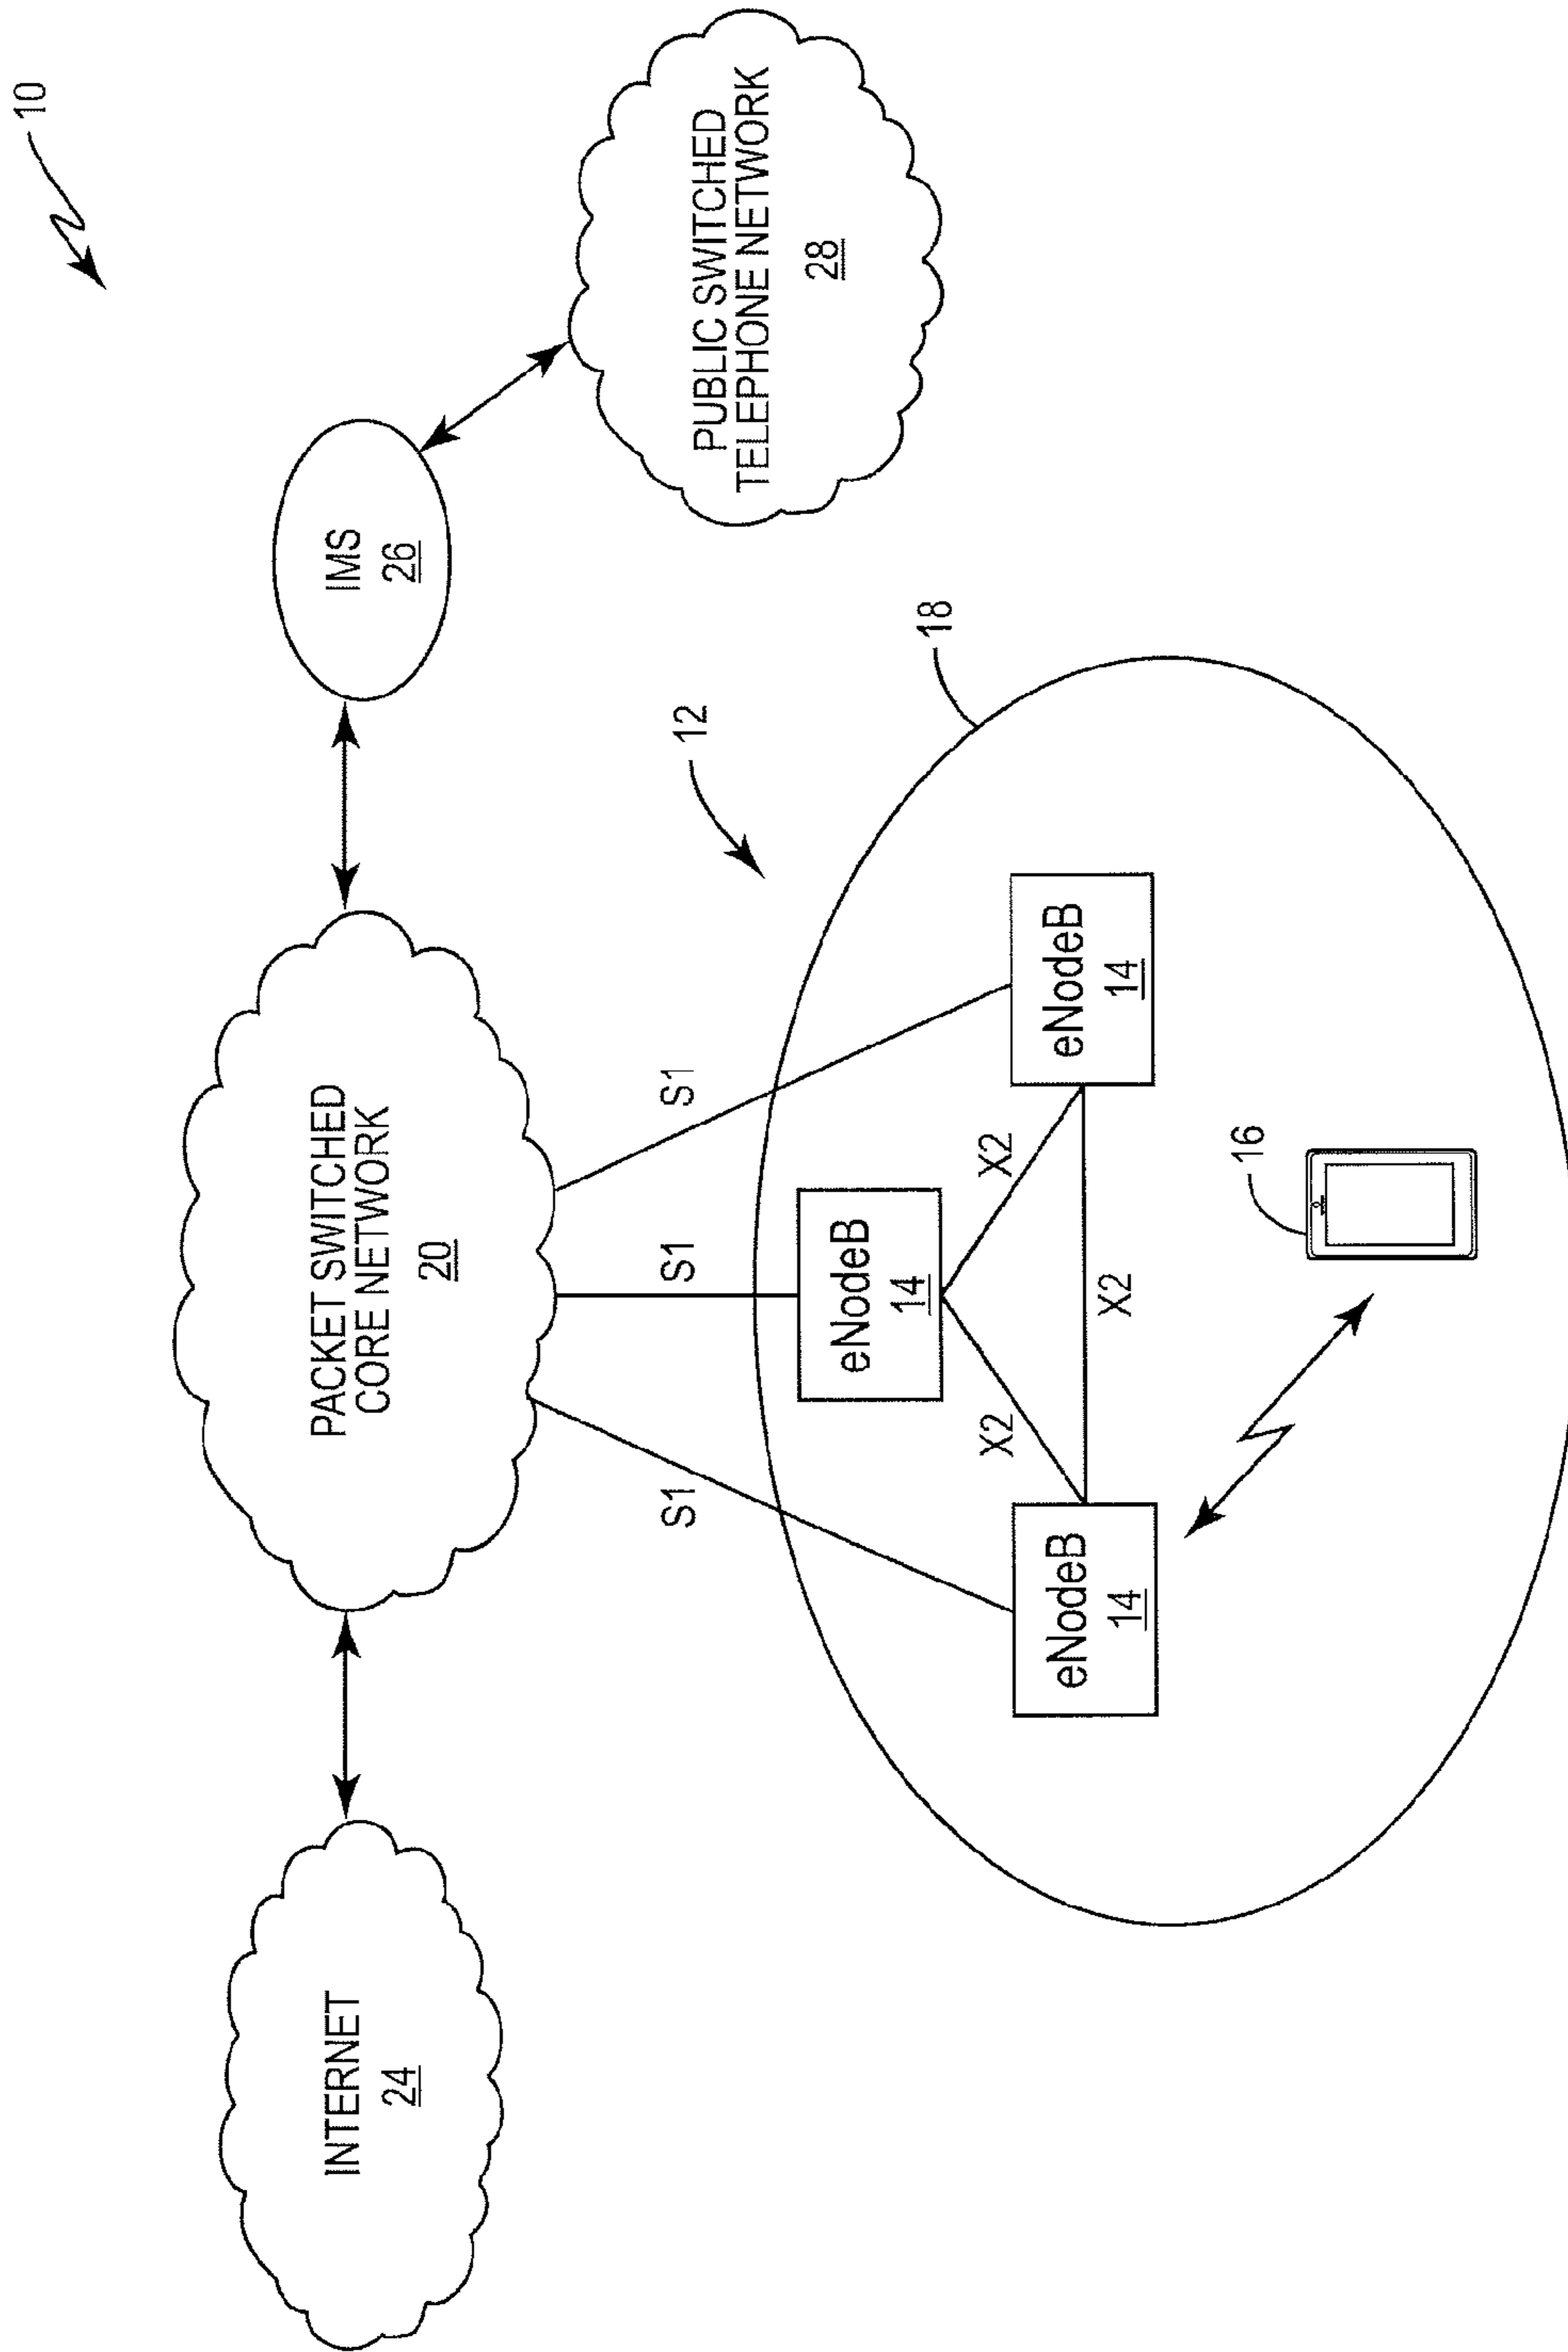 10
INTERNET
24
PACKET SWITCHED
CORE NETWORK
20
IMS
26
PUBLIC SWITCHED
TELEPHONE NETWORK
28
S1
S1
S1
12
18
eNodeB
14
X2
X2
eNodeB
14
X2
eNodeB
14
16